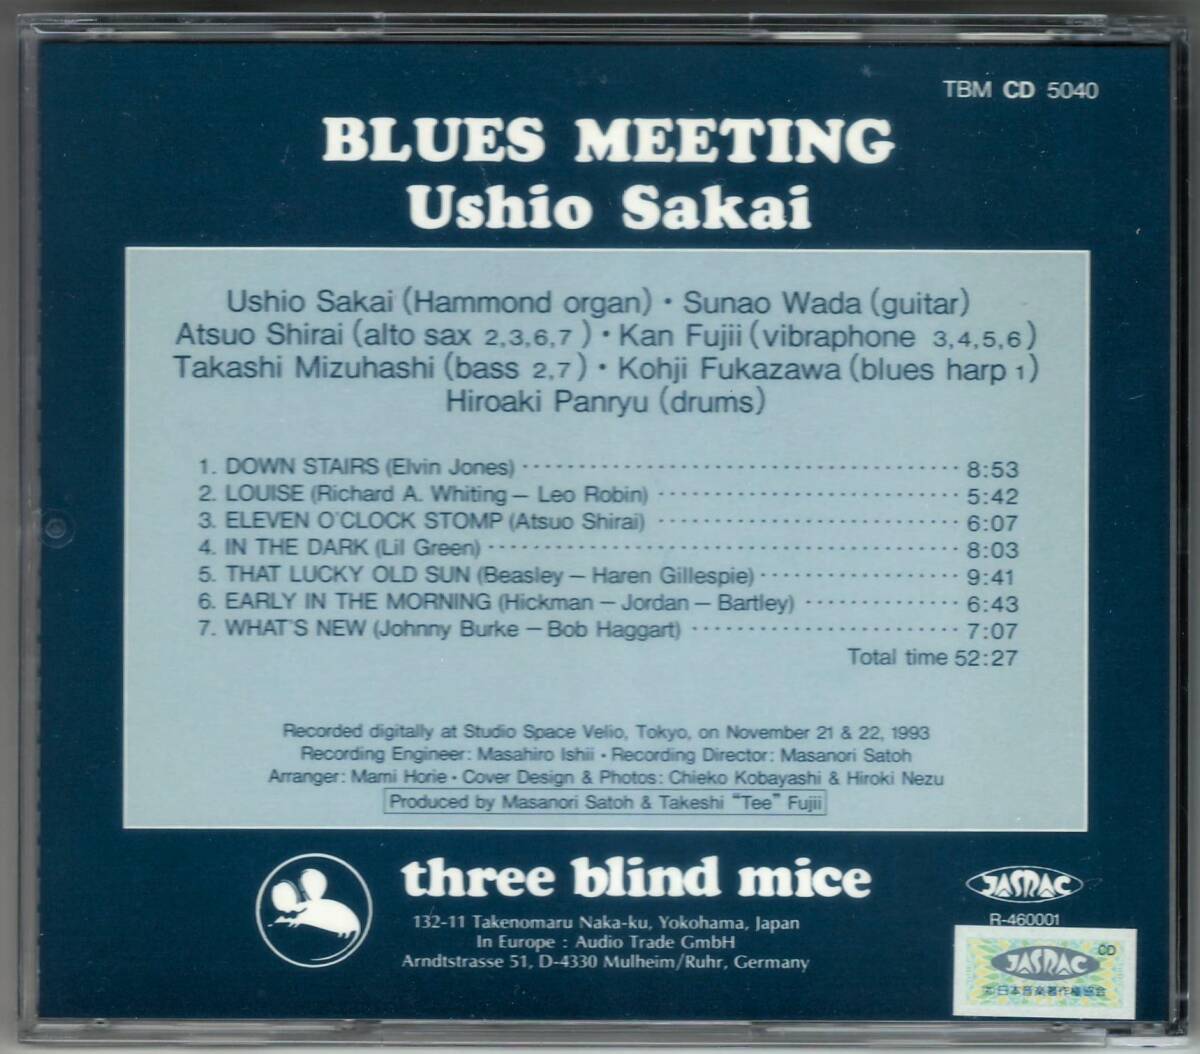 TBM CD 5040
BLUES MEETING
Ushio Sakai
Ushio Sakai (Hammond organ) · Sunao Wada (guitar)
Atsuo Shirai (alto sax 2,3,6,7) · Kan Fujii (vibraphone 3,4,5,6)
Takashi Mizuhashi (bass 2,7) · Kohji Fukazawa (blues harp 1)
Hiroaki Panryu (drums)
1. DOWN STAIRS (Elvin Jones) 8:53
2. LOUISE (Richard A. Whiting – Leo Robin) 5:42
3. ELEVEN O'CLOCK STOMP (Atsuo Shirai) 6:07
4. IN THE DARK (Lil Green) 8:03
5. THAT LUCKY OLD SUN (Beasley – Haren Gillespie) 9:41
6. EARLY IN THE MORNING (Hickman – Jordan – Bartley) 6:43
7. WHAT'S NEW (Johnny Burke – Bob Haggart) 7:07
Total time 52:27
Recorded digitally at Studio Space Velio, Tokyo, on November 21 & 22, 1993
Recording Engineer: Masahiro Ishii · Recording Director: Masanori Satoh
Arranger: Mami Horie · Cover Design & Photos: Chieko Kobayashi & Hiroki Nezu
Produced by Masanori Satoh & Takeshi "Tee" Fujii
three blind mice
132-11 Takenomaru Naka-ku, Yokohama, Japan
In Europe : Audio Trade GmbH
Arndtstrasse 51, D-4330 Mulheim/Ruhr, Germany
JASRAC
R-460001
CD
JASRAC
㈳日本音楽著作権協会